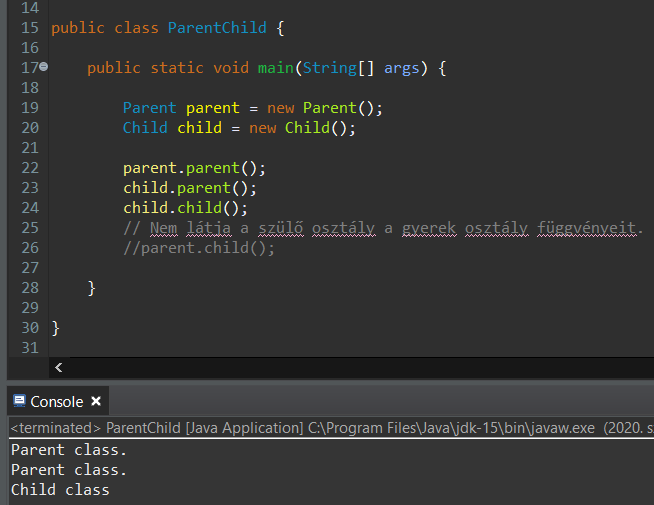 14
15 public class ParentChild {
16
17 public static void main(String[] args) {
18
19 Parent parent = new Parent();
20 Child child = new Child();
21
22 parent.parent();
23 child.parent();
24 child.child();
25 // Nem látja a szülő osztály a gyerek osztály függvényeit.
26 //parent.child();
27
28 }
29
30 }
31
Console
<terminated> ParentChild [Java Application] C:\Program Files\Java\jdk-15\bin\javaw.exe (2020. s
Parent class.
Parent class.
Child class